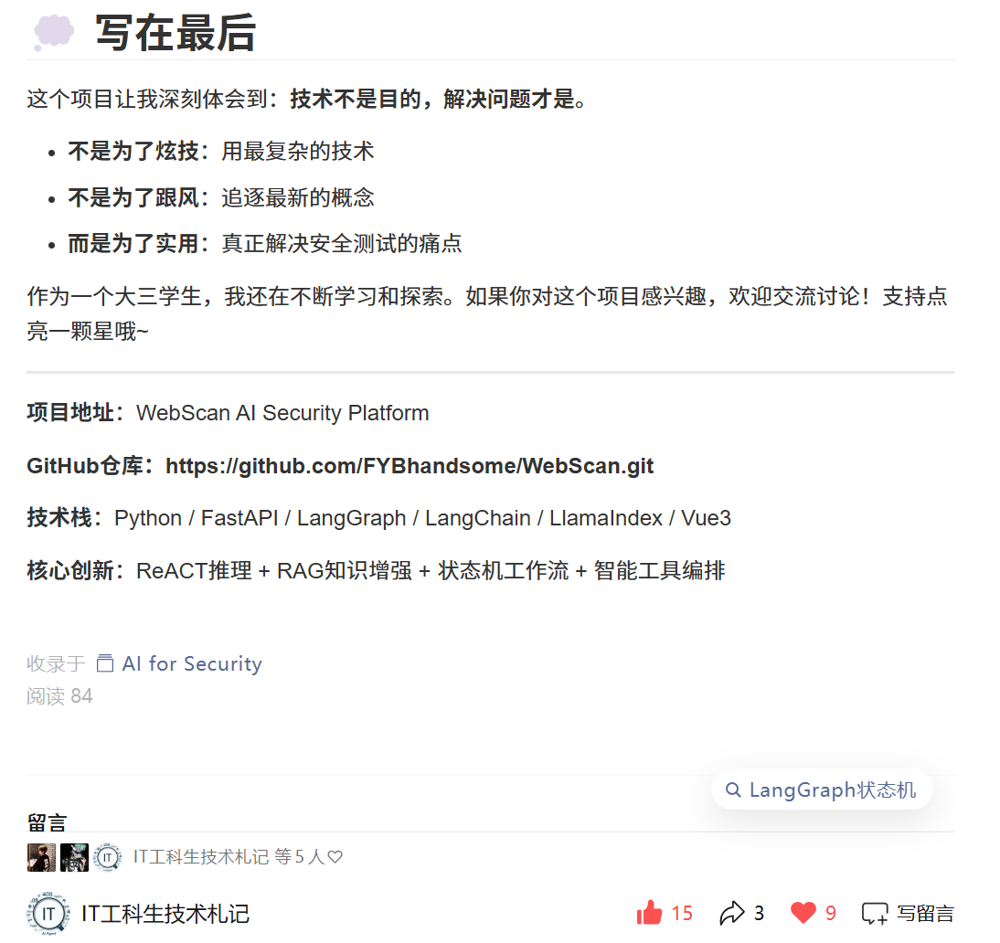 写在最后
这个项目让我深刻体会到：技术不是目的，解决问题才是。
• 不是为了炫技：用最复杂的技术
• 不是为了跟风：追逐最新的概念
• 而是为了实用：真正解决安全测试的痛点
作为一个大三学生，我还在不断学习和探索。如果你对这个项目感兴趣，欢迎交流讨论！支持点
亮一颗星哦~
项目地址：WebScan AI Security Platform
GitHub仓库：https://github.com/FYBhandsome/WebScan.git
技术栈：Python / FastAPI / LangGraph / LangChain / LlamaIndex / Vue3
核心创新：ReACT推理 + RAG知识增强 + 状态机工作流 + 智能工具编排
收录于 AI for Security
阅读 84
LangGraph状态机
留言
IT
IT工科生技术札记 等5人
IT
IT工科生技术札记 15 3 9 写留言